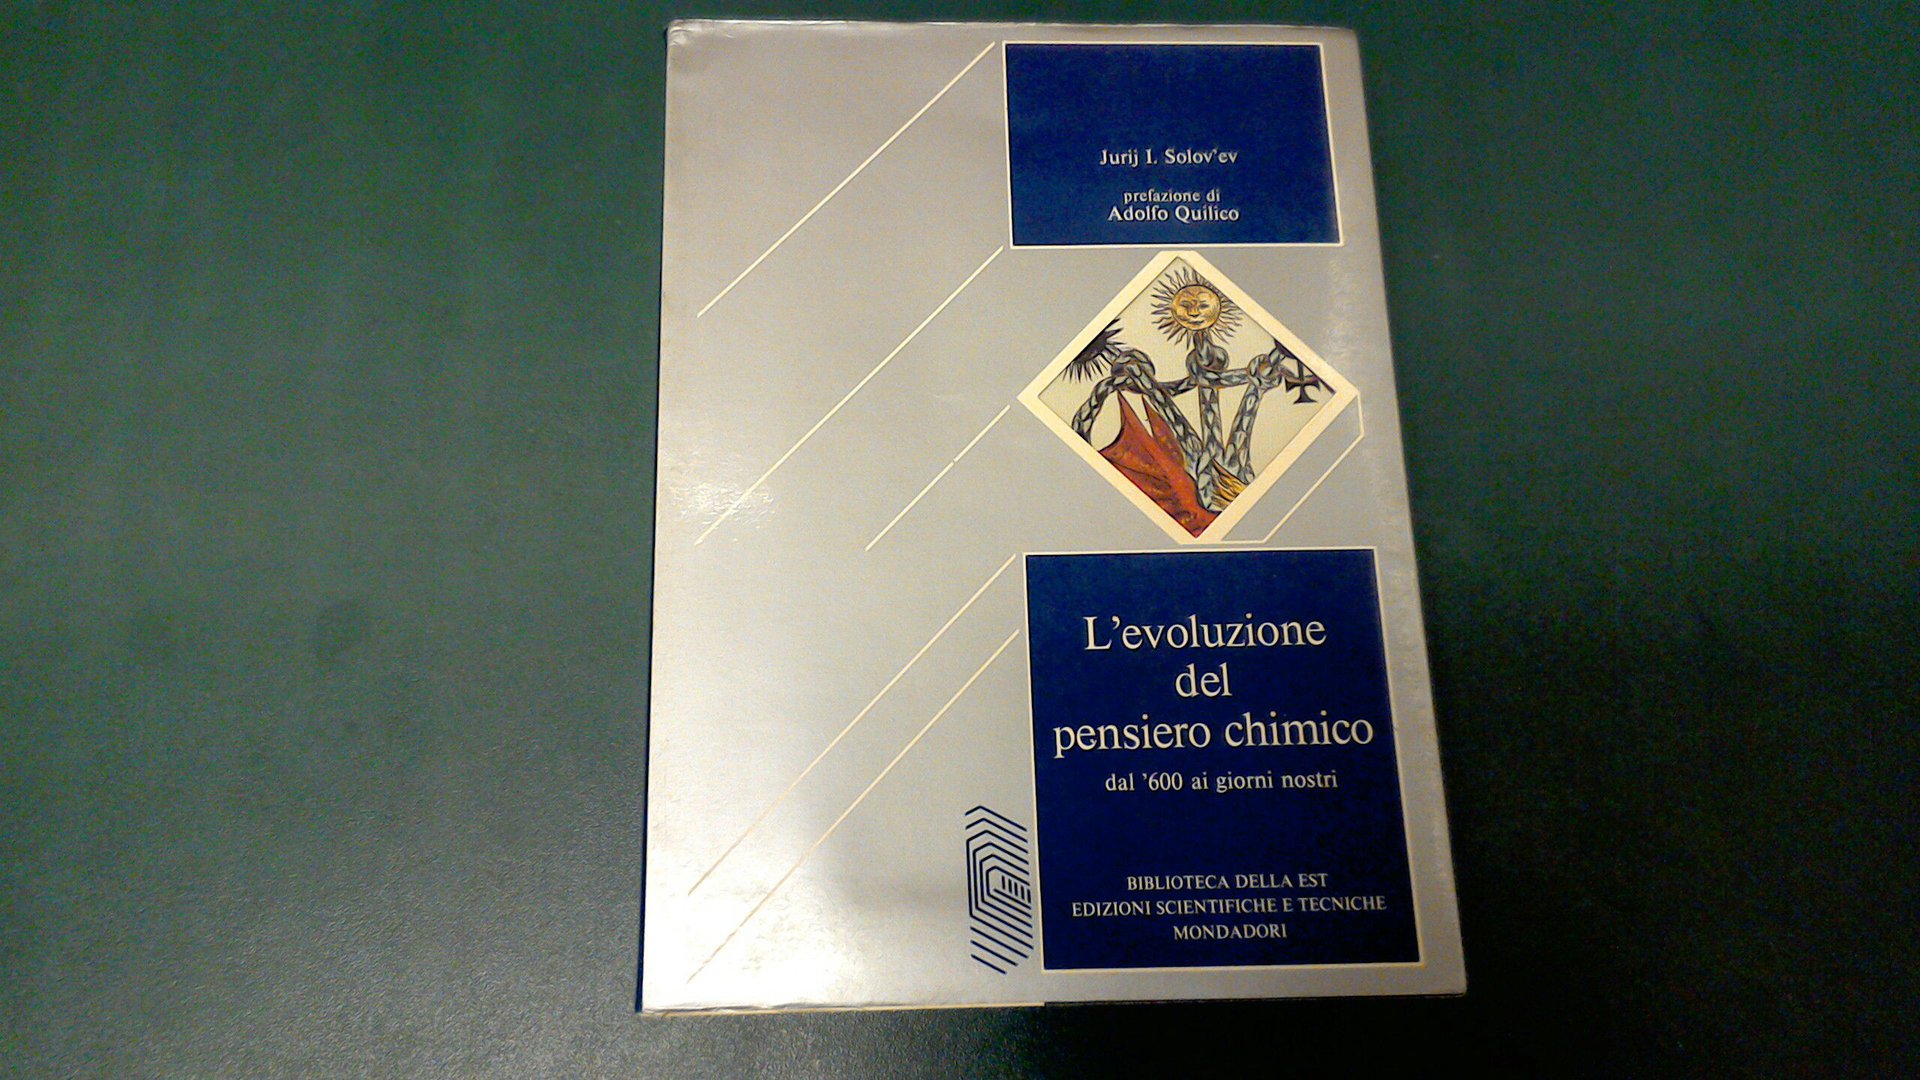 Jurij I. Solov'ev
prefazione di
Adolfo Quilico
L'evoluzione
del
pensiero chimico
dal '600 ai giorni nostri
BIBLIOTECA DELLA EST
EDIZIONI SCIENTIFICHE E TECNICHE
MONDADORI